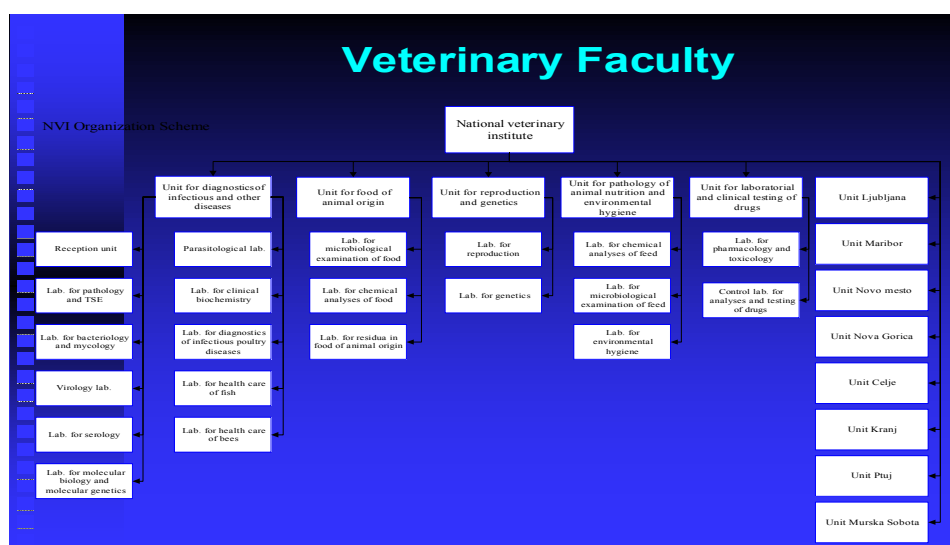 Veterinary Faculty
NVI Organization Scheme
National veterinary
institute
Unit for diagnostics of
infectious and other
diseases
Unit for food of
animal origin
Unit for reproduction
and genetics
Unit for pathology of
animal nutrition and
environmental
hygiene
Unit for laboratorial
and clinical testing of
drugs
Reception unit
Lab. for pathology
and TSE
Lab. for bacteriology
and mycology
Virology lab.
Lab. for serology
Lab. for molecular
biology and
molecular genetics
Parasitological lab.
Lab. for clinical
biochemistry
Lab. for diagnostics
of infectious poultry
diseases
Lab. for health care of
fish
Lab. for health care
of bees
Lab. for
microbiological
examination of food
Lab. for chemical
analyses of food
Lab. for residua in
food of animal origin
Lab. for
reproduction
Lab. for genetics
Lab. for chemical
analyses of feed
Lab. for
microbiological
examination of feed
Lab. for
environmental
hygiene
Lab. for
pharmacology and
toxicology
Control lab. for
analyses and testing
of drugs
Unit Ljubljana
Unit Maribor
Unit Novo mesto
Unit Nova Gorica
Unit Celje
Unit Kranj
Unit Ptuj
Unit Murska Sobota